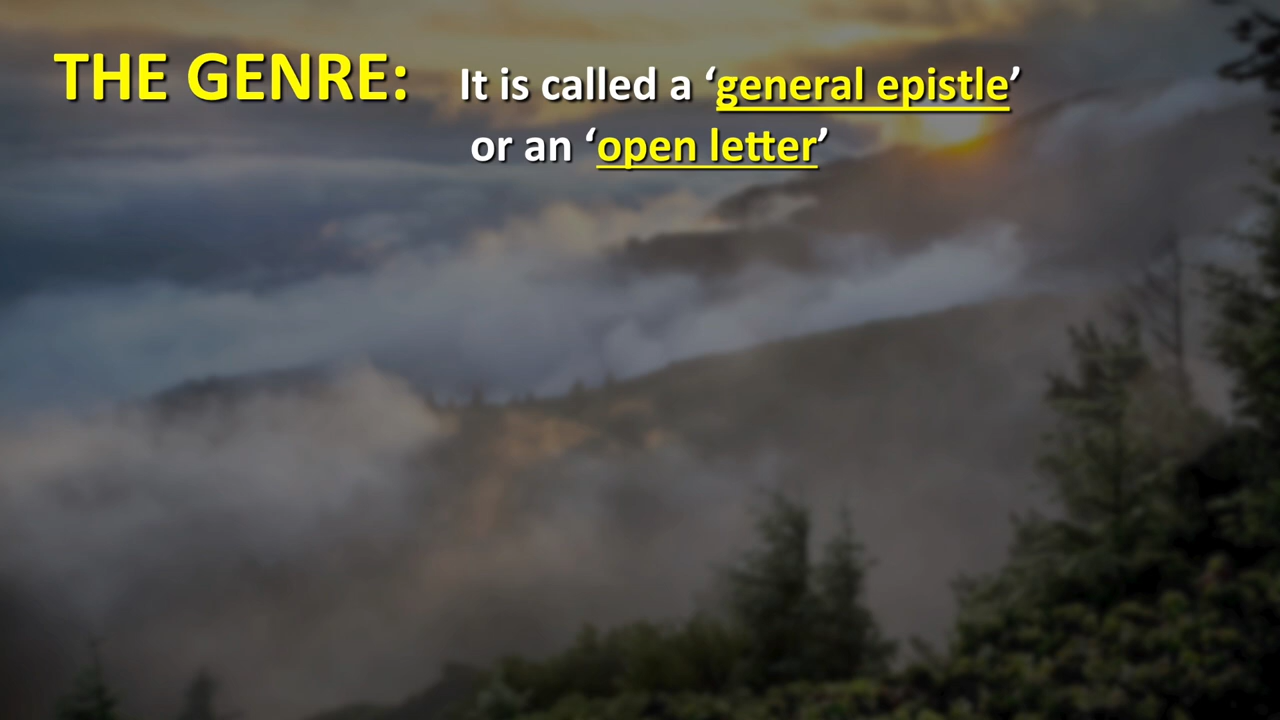 THE GENRE: It is called a ‘general epistle’
or an ‘open letter’